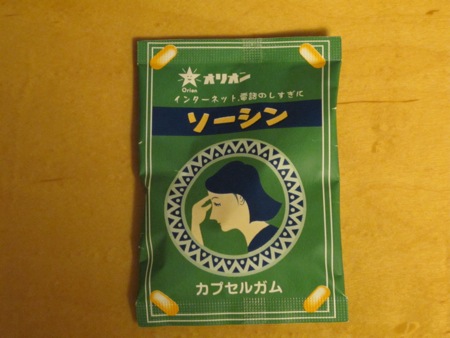 オリオン
Orion
インターネット、電話のしすぎに
ソーシン
カプセルガム